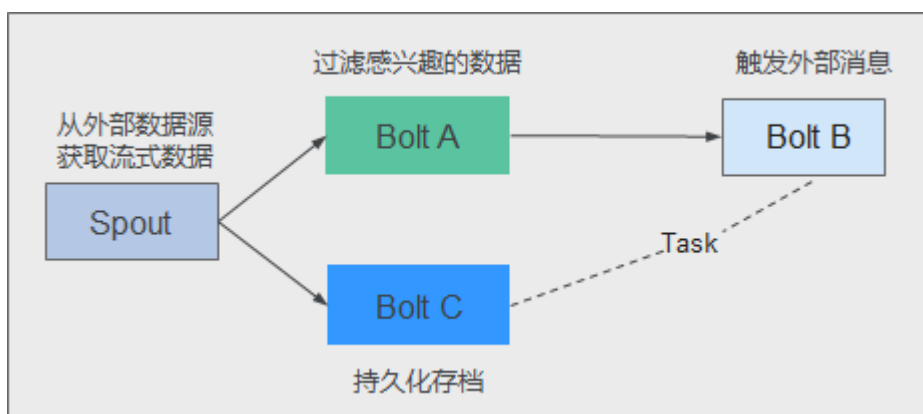 过滤感兴趣的数据
触发外部消息
从外部数据源
获取流式数据
Bolt A
Bolt B
Spout
Task
Bolt C
持久化存档